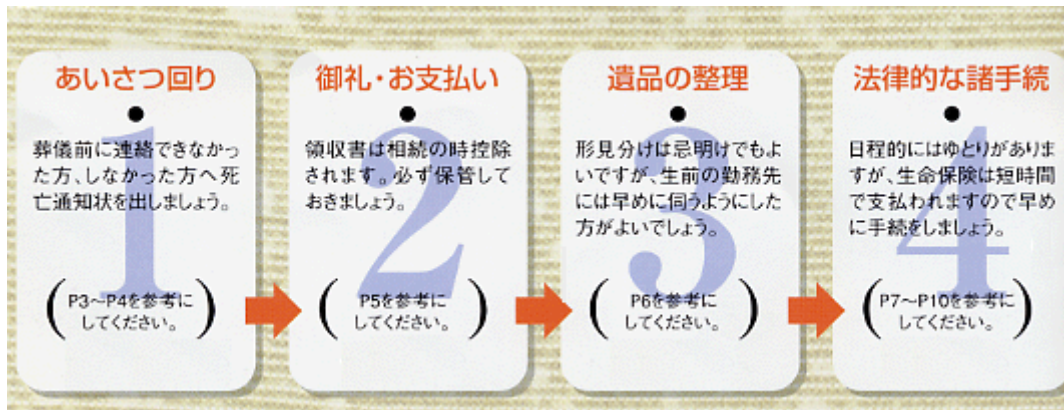 あいさつ回り
1
葬儀前に連絡できなかっ
た方、しなかった方へ死
亡通知状を出しましょう。
P3〜P4を参考に
してください。
御礼・お支払い
2
領収書は相続の時控除
されます。必ず保管して
おきましょう。
P5を参考に
してください。
遺品の整理
3
形見分けは忌明けでもよ
いですが、生前の勤務先
には早めに伺うようにした
方がよいでしょう。
P6を参考に
してください。
法律的な諸手続
4
日程的にはゆとりがありま
すが、生命保険は短時間
で支払われますので早め
に手続をしましょう。
P7〜P10を参考に
してください。